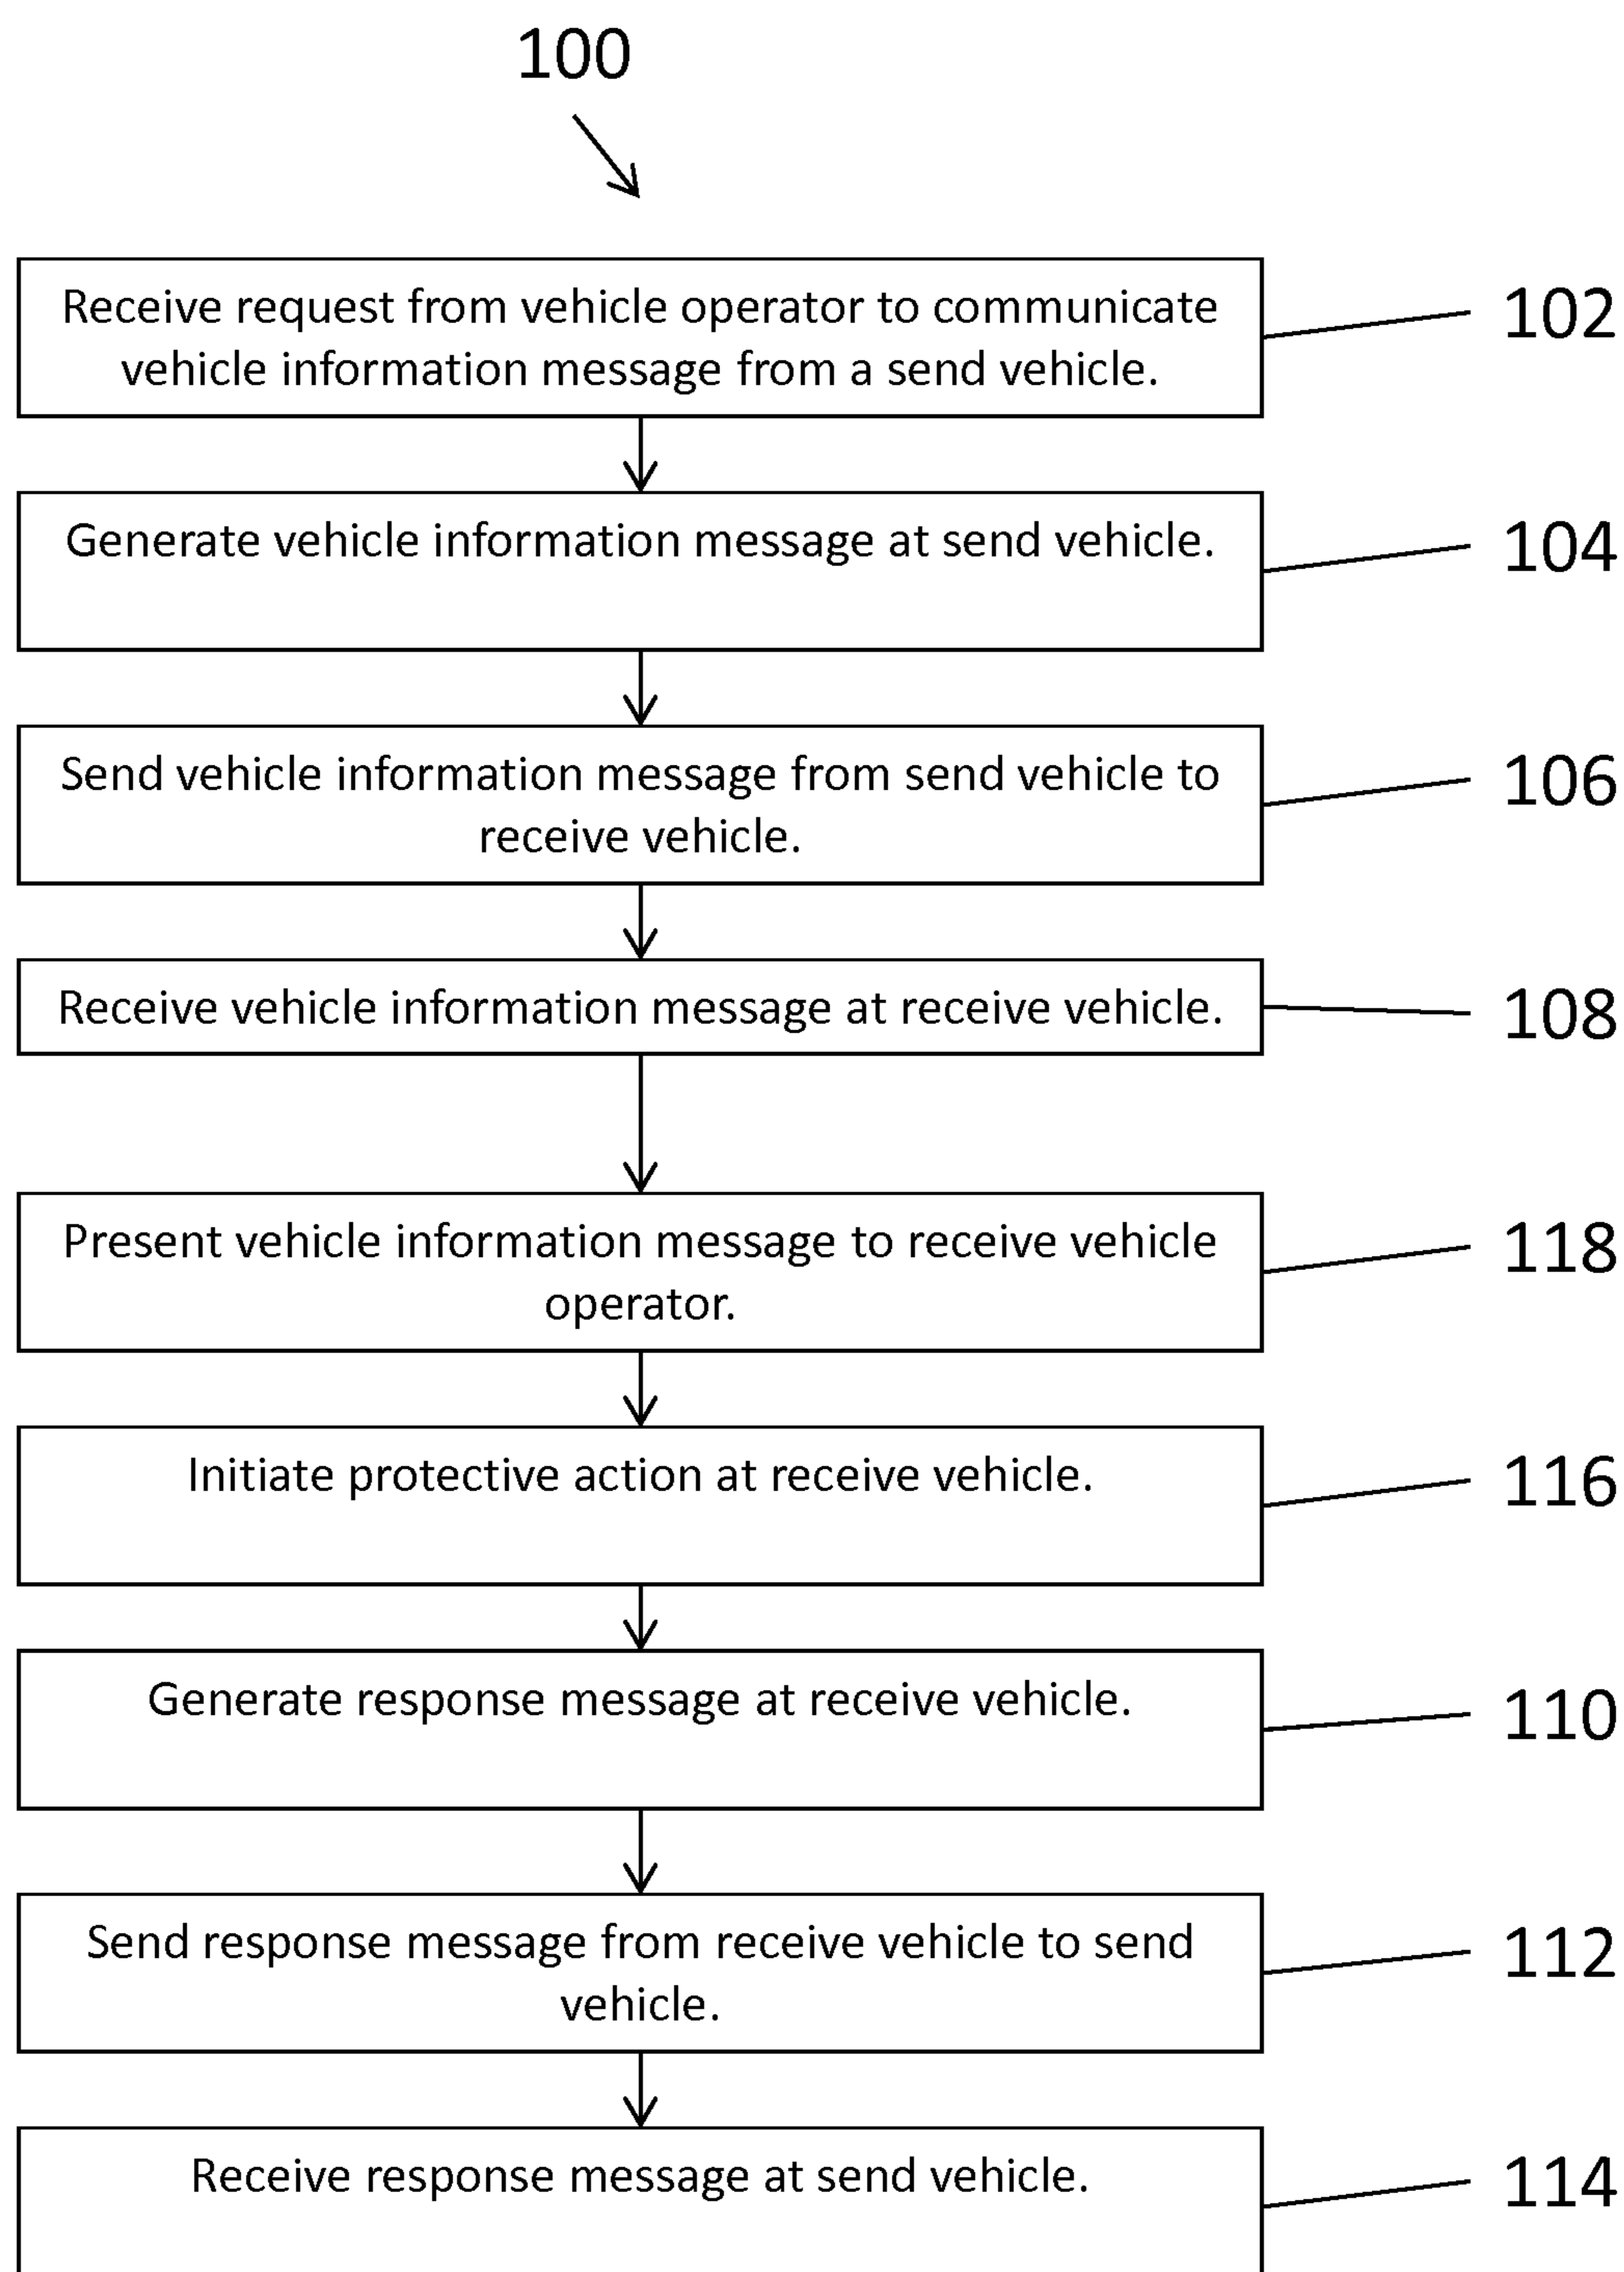 100
Receive request from vehicle operator to communicate
vehicle information message from a send vehicle.
102
Generate vehicle information message at send vehicle.
104
Send vehicle information message from send vehicle to
receive vehicle.
106
Receive vehicle information message at receive vehicle.
108
Present vehicle information message to receive vehicle
operator.
118
Initiate protective action at receive vehicle.
116
Generate response message at receive vehicle.
110
Send response message from receive vehicle to send
vehicle.
112
Receive response message at send vehicle.
114